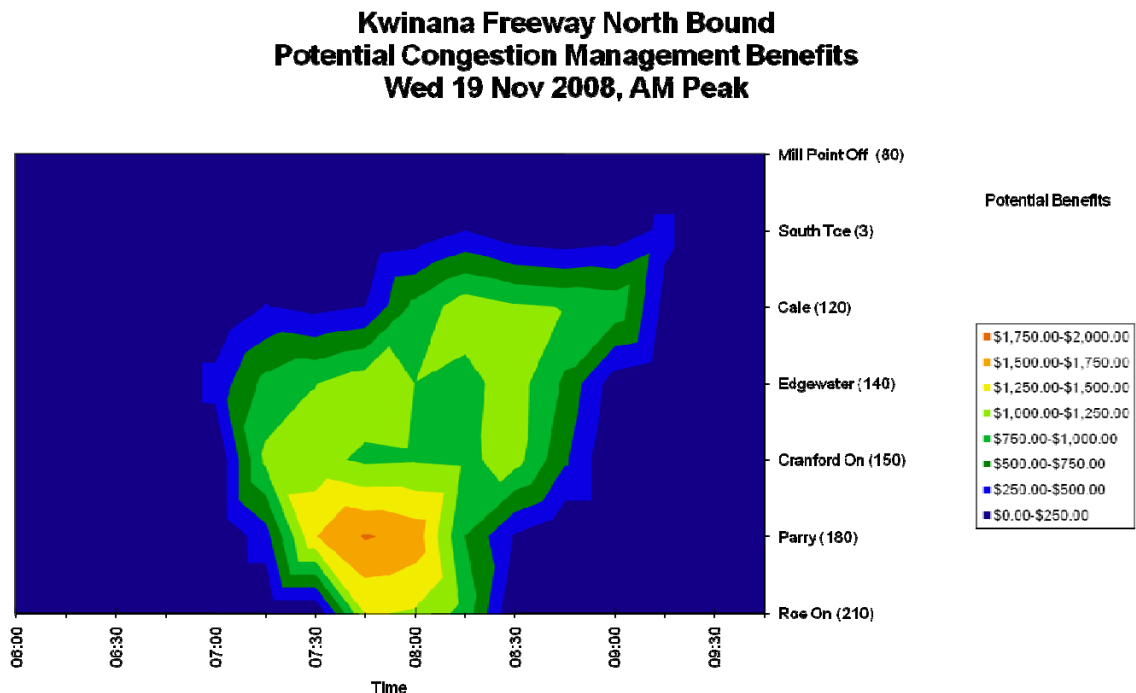 Kwinana Freeway North Bound
Potential Congestion Management Benefits
Wed 19 Nov 2008, AM Peak
Mill Point Off (80)
South Tce (3)
Cale (120)
Edgewater (140)
Cranford On (150)
Parry (180)
Roe On (210)
Potential Benefits
$1,750.00-$2,000.00
$1,500.00-$1,750.00
$1,250.00-$1,500.00
$1,000.00-$1,250.00
$750.00-$1,000.00
$500.00-$750.00
$250.00-$500.00
$0.00-$250.00
06:00
06:30
07:00
07:30
08:00
08:30
09:00
09:30
Time